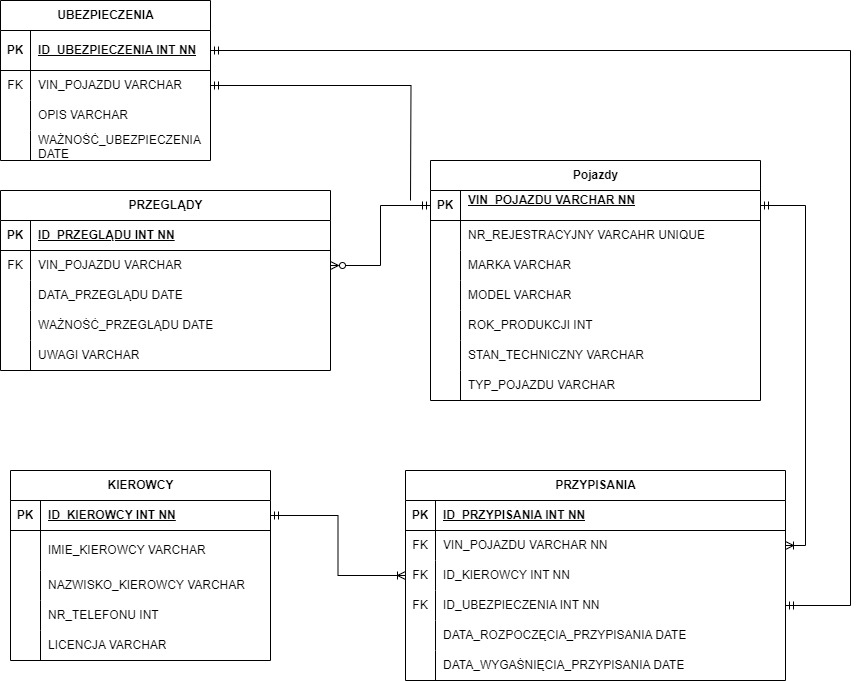 UBEZPIECZENIA
PK ID_UBEZPIECZENIA INT NN
FK VIN_POJAZDU VARCHAR
OPIS VARCHAR
WAŻNOŚĆ_UBEZPIECZENIA
DATE
PRZEGLĄDY
PK ID_PRZEGLĄDU INT NN
FK VIN_POJAZDU VARCHAR
DATA_PRZEGLĄDU DATE
WAŻNOŚĆ_PRZEGLĄDU DATE
UWAGI VARCHAR
Pojazdy
PK VIN_POJAZDU VARCHAR NN
NR_REJESTRACYJNY VARCAHR UNIQUE
MARKA VARCHAR
MODEL VARCHAR
ROK_PRODUKCJI INT
STAN_TECHNICZNY VARCHAR
TYP_POJAZDU VARCHAR
KIEROWCY
PK ID_KIEROWCY INT NN
IMIE_KIEROWCY VARCHAR
NAZWISKO_KIEROWCY VARCHAR
NR_TELEFONU INT
LICENCJA VARCHAR
PRZYPISANIA
PK ID_PRZYPISANIA INT NN
FK VIN_POJAZDU VARCHAR NN
FK ID_KIEROWCY INT NN
FK ID_UBEZPIECZENIA INT NN
DATA_ROZPOCZĘCIA_PRZYPISANIA DATE
DATA_WYGAŚNIĘCIA_PRZYPISANIA DATE